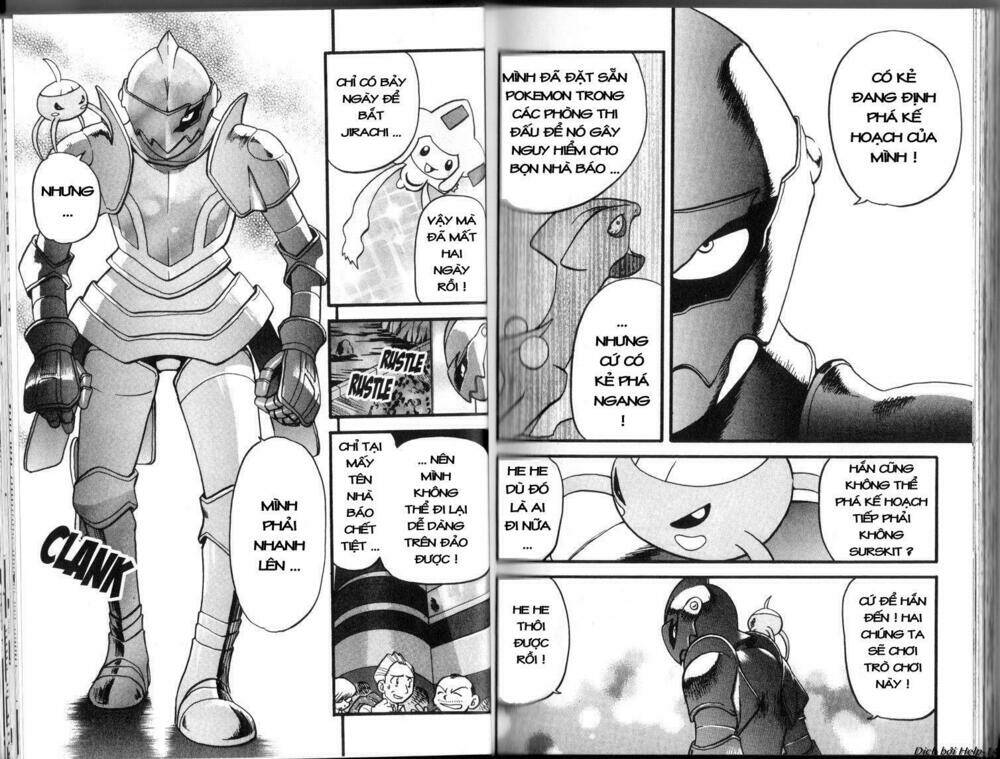 NHƯNG
...
MÌNH
PHẢI
NHANH
LÊN ...
CLANK
CHỈ CÓ BẢY
NGÀY ĐỂ
BẮT
JIRACHI ...
VẬY MÀ
ĐÃ MẤT
HAI
NGÀY
RỒI !
RUSTLE
RUSTLE
CHỈ TẠI
MẤY
TÊN
NHÀ
BÁO
CHẾT
TIỆT ...
... NÊN
MÌNH
KHÔNG
THỂ ĐI LẠI
DỄ DÀNG
TRÊN ĐẢO
ĐƯỢC !
MÌNH ĐÃ ĐẶT SẴN
POKEMON TRONG
CÁC PHÒNG THI
ĐẤU ĐỂ NÓ GÂY
NGUY HIỂM CHO
BỌN NHÀ BÁO ...
...
NHƯNG
CỨ CÓ
KẺ PHÁ
NGANG
!
CÓ KẺ
ĐANG ĐỊNH
PHÁ KẾ
HOẠCH CỦA
MÌNH !
HE HE
DÙ ĐÓ
LÀ AI
ĐI NỮA
...
HẮN CŨNG
KHÔNG THỂ
PHÁ KẾ HOẠCH
TIẾP PHẢI
KHÔNG
SURSKIT ?
HE HE
THÔI
ĐƯỢC
RỒI !
CỨ ĐỂ HẮN
ĐẾN ! HAI
CHÚNG TA
SẼ CHƠI
TRÒ CHƠI
NÀY !